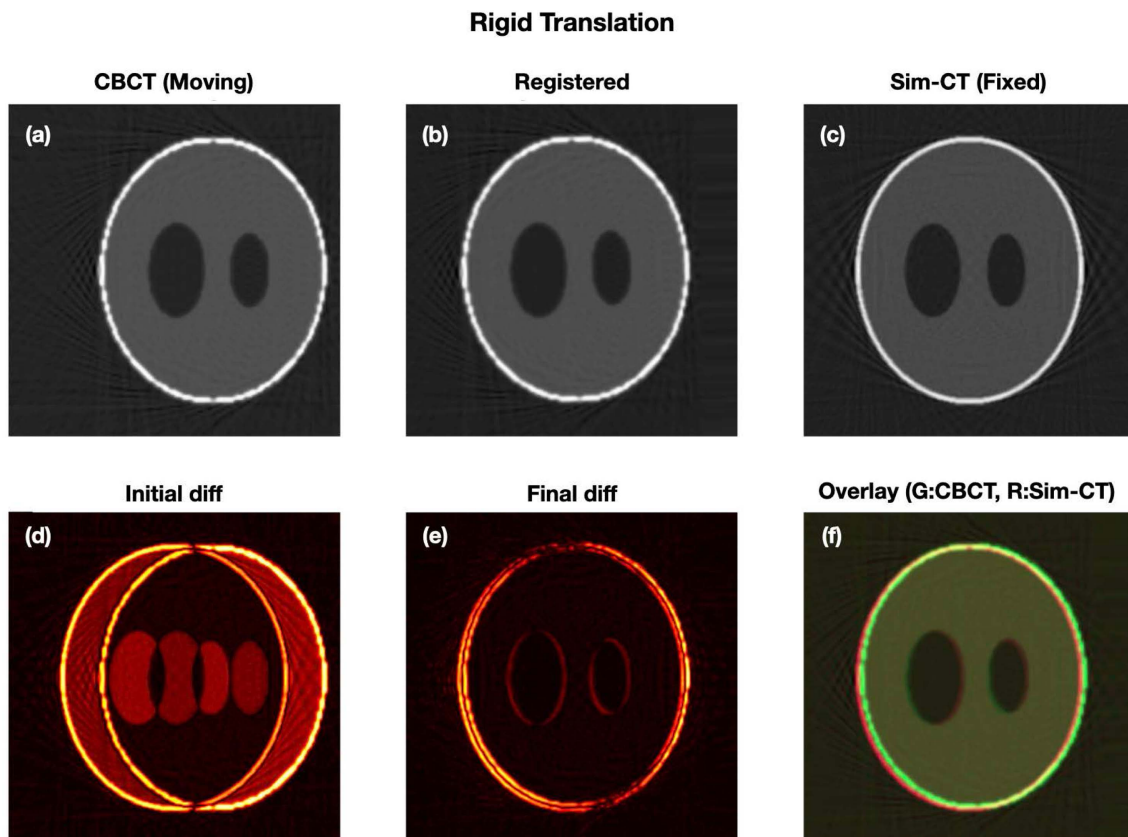 Rigid Translation
CBCT (Moving)
Registered
Sim-CT (Fixed)
(a)
(b)
(c)
Initial diff
Final diff
Overlay (G:CBCT, R:Sim-CT)
(d)
(e)
(f)